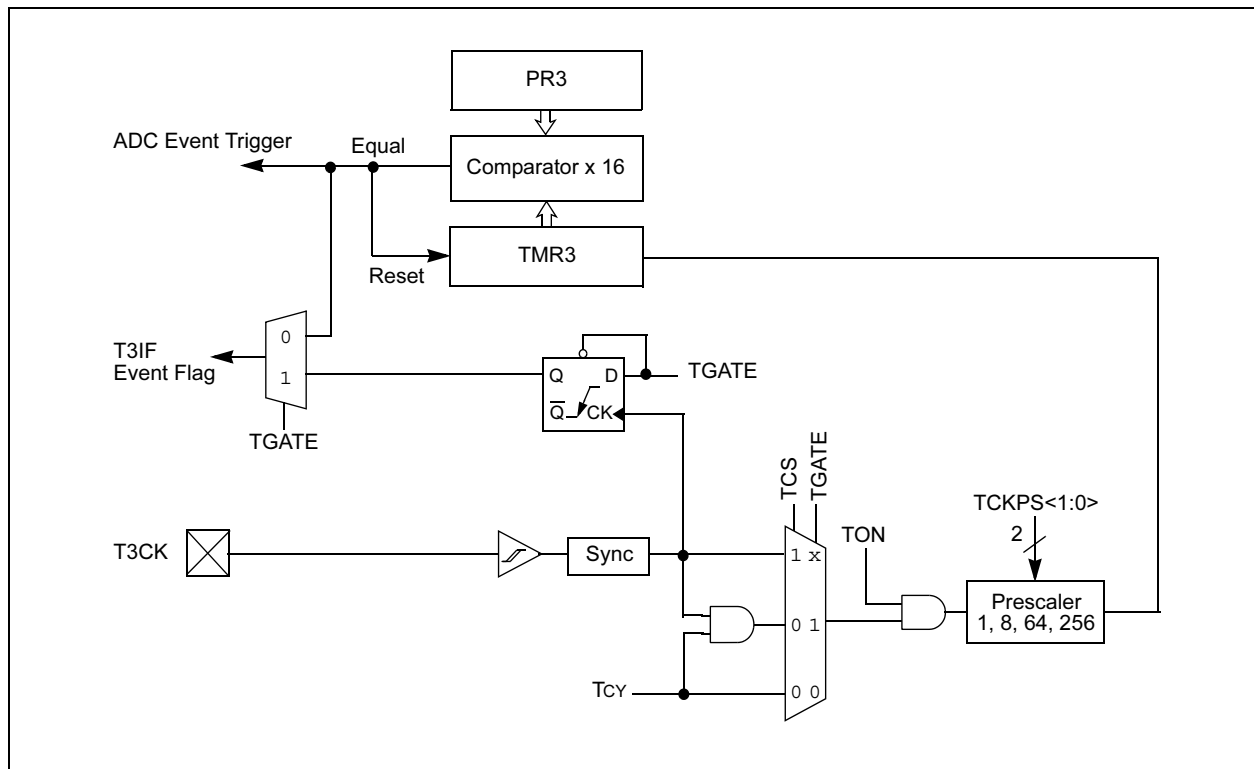 PR3
ADC Event Trigger
Equal
Comparator x 16
TMR3
Reset
0
1
T3IF
Event Flag
TGATE
Q
D
Q̅
CK
TGATE
TCS
TGATE
T3CK
Sync
1 x
0 1
0 0
TCY
TON
TCKPS<1:0>
2
Prescaler
1, 8, 64, 256